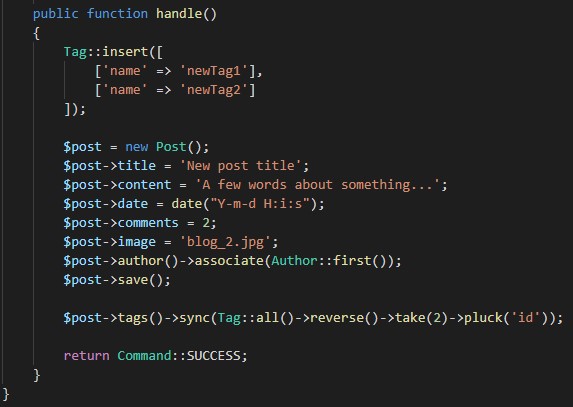 public function handle()
{
Tag::insert([
['name' => 'newTag1'],
['name' => 'newTag2']
]);
$post = new Post();
$post->title = 'New post title';
$post->content = 'A few words about something...';
$post->date = date("Y-m-d H:i:s");
$post->comments = 2;
$post->image = 'blog_2.jpg';
$post->author()->associate(Author::first());
$post->save();
$post->tags()->sync(Tag::all()->reverse()->take(2)->pluck('id'));
return Command::SUCCESS;
}
}